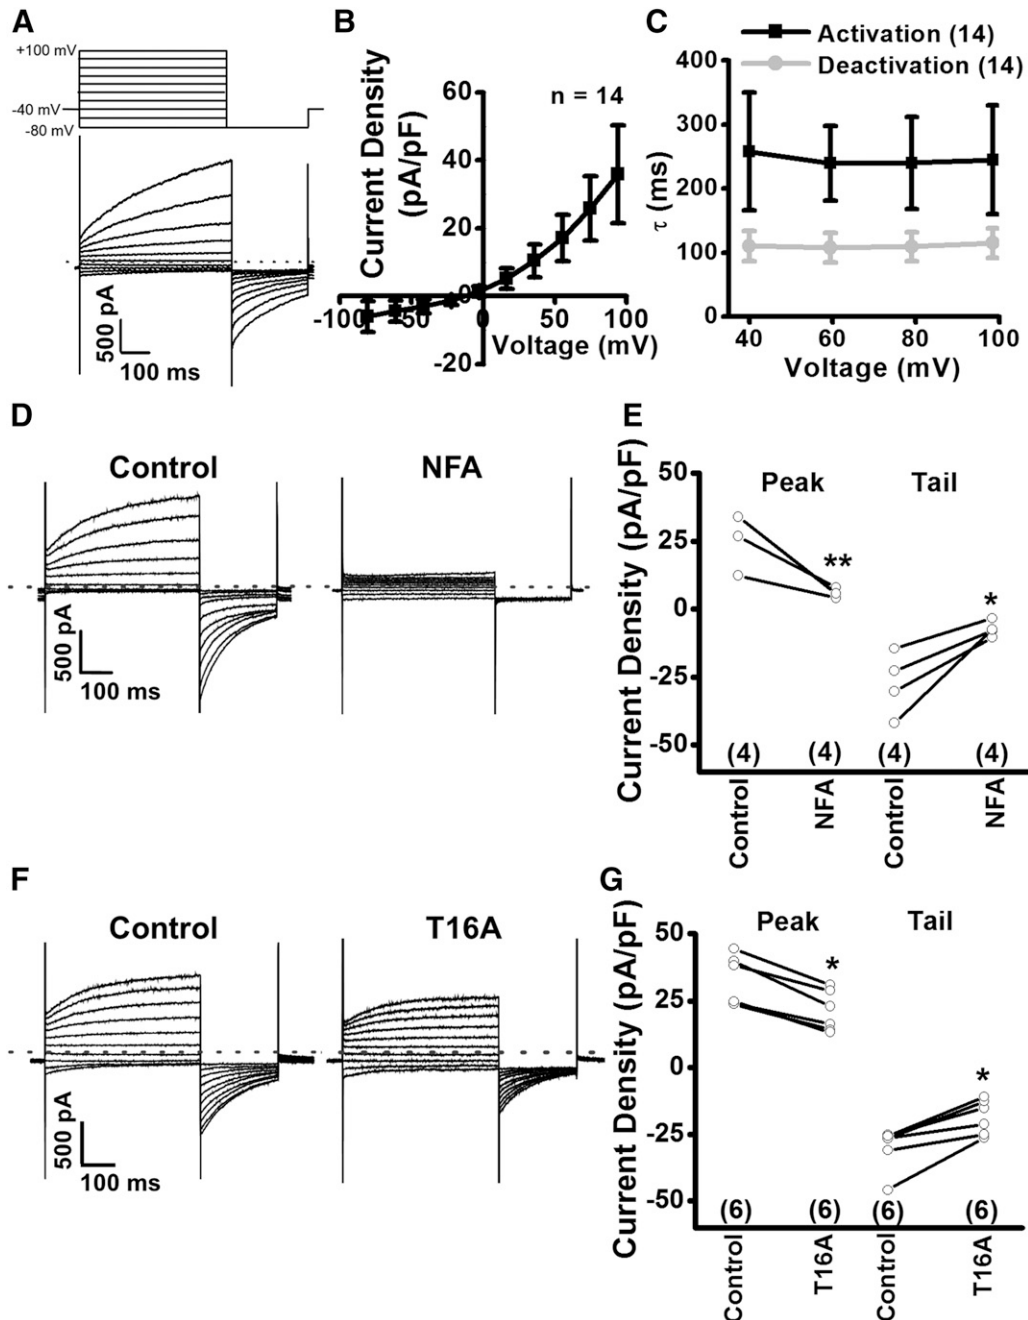 A
+100 mV
-40 mV
-80 mV
500 pA
100 ms
B
Current Density
(pA/pF)
n = 14
60
40
20
0
-20
-100
-50
0
50
100
Voltage (mV)
C
Activation (14)
Deactivation (14)
τ (ms)
400
300
200
100
0
40
60
80
100
Voltage (mV)
D
Control
NFA
500 pA
100 ms
E
Current Density (pA/pF)
50
25
0
-25
-50
Peak
Tail
**
*
(4)
(4)
(4)
(4)
Control
NFA
Control
NFA
F
Control
T16A
500 pA
100 ms
G
Current Density (pA/pF)
50
25
0
-25
-50
Peak
Tail
*
*
(6)
(6)
(6)
(6)
Control
T16A
Control
T16A